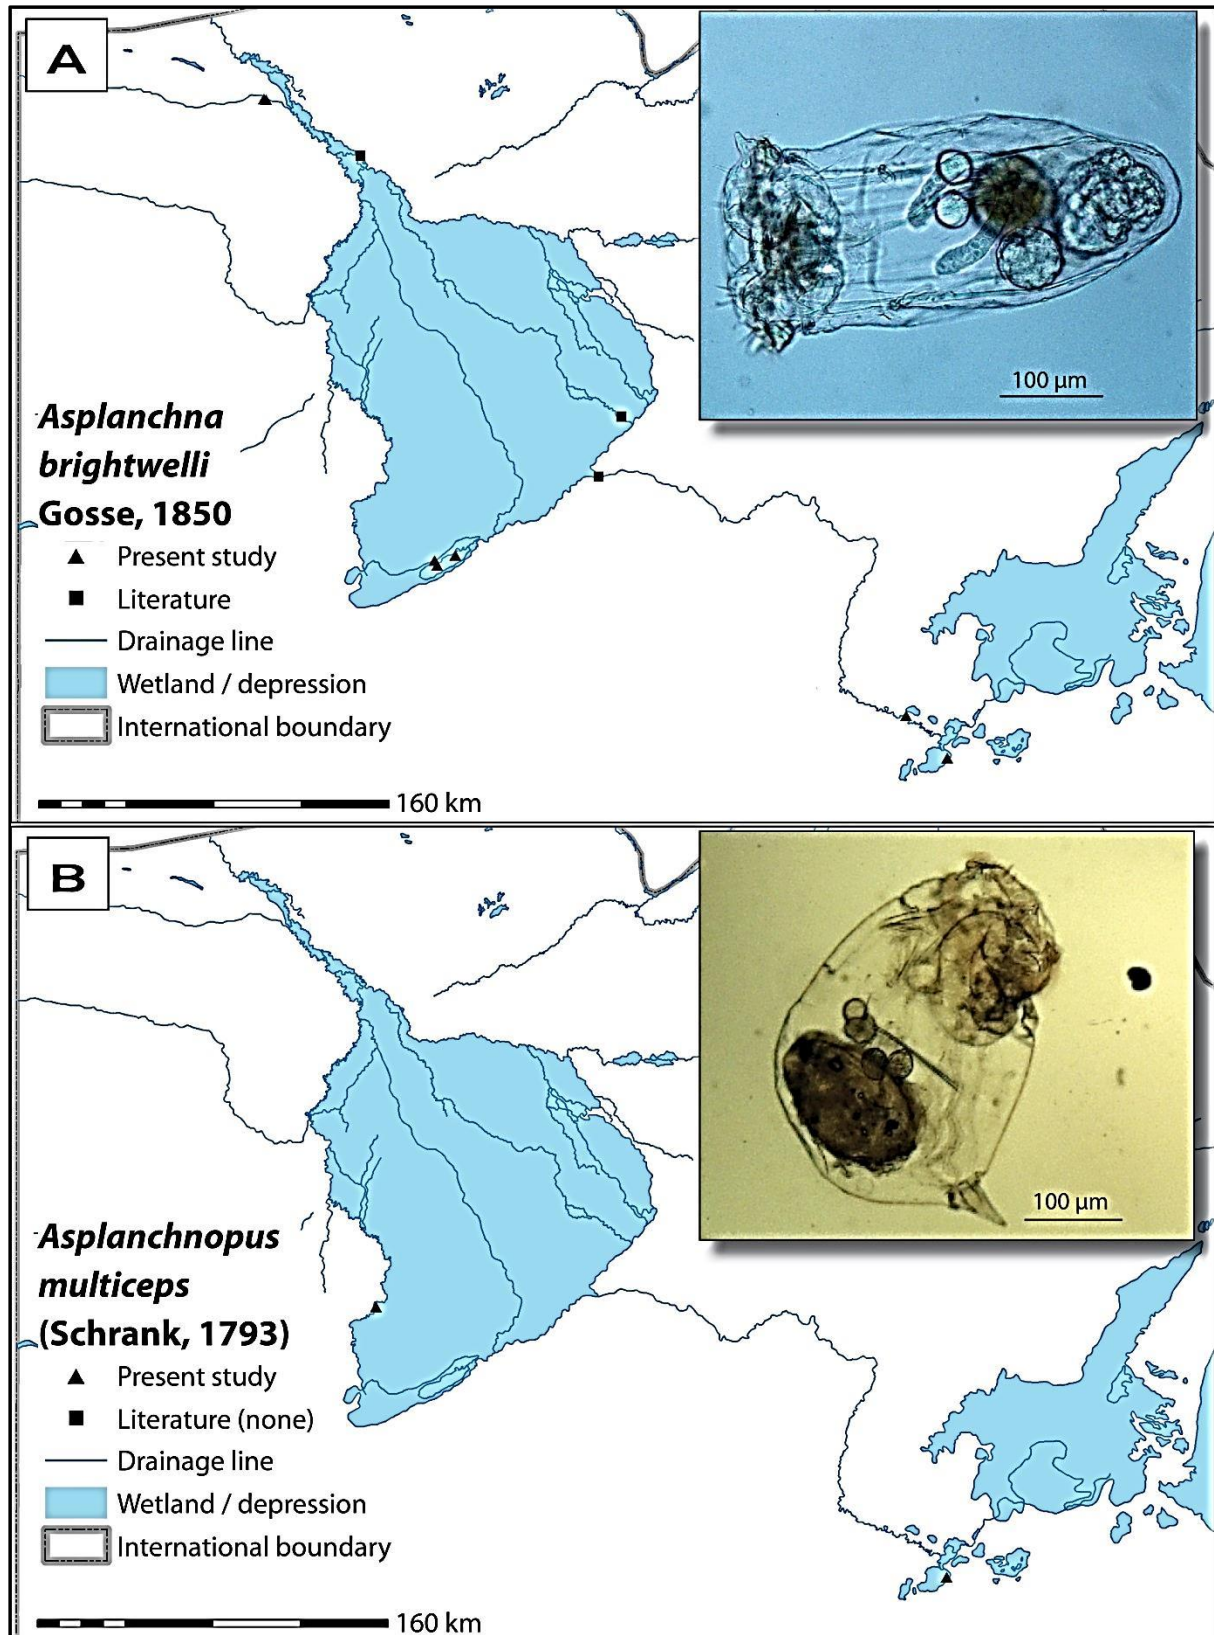 A
100 µm
Asplanchna
brightwelli
Gosse, 1850
Present study
Literature
Drainage line
Wetland / depression
International boundary
160 km
B
100 µm
Asplanchnopus
multiceps
(Schrank, 1793)
Present study
Literature (none)
Drainage line
Wetland / depression
International boundary
160 km